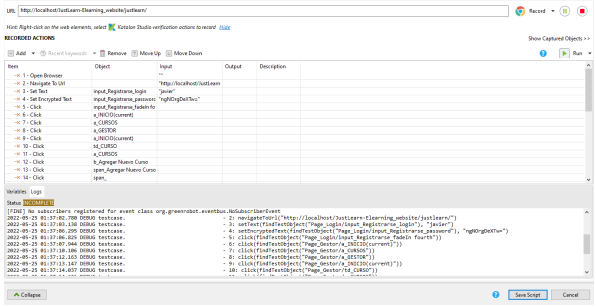 URL http://localhost/JustLearn-Elearning_website/justlearn/ Record
Hint: Right-click on the web elements, select Katalon Studio verification actions to record Hide
RECORDED ACTIONS Show Captured Objects >>
Add Recent keywords Remove Move Up Move Down ? Run
Item Object Input Output Description
1 - Open Browser ""
2 - Navigate To Url "http://localhost/JustLearn
3 - Set Text input_Registrarse_login "javier"
4 - Set Encrypted Text input_Registrarse_passworc "ngNOrgDeXTw="
5 - Click input_Registrarse_fadeIn fo
6 - Click a_INICIO(current)
7 - Click a_CURSOS
8 - Click a_GESTOR
9 - Click a_INICIO(current)
10 - Click td_CURSO
11 - Click a_CURSOS
12 - Click b_Agregar Nuevo Curso
13 - Click span_Agregar Nuevo Curso
14 - Click span_
Variables Logs
Status INCOMPLETE
[FINE] No subscribers registered for event class org.greenrobot.eventbus.NoSubscriberEvent
2022-05-25 01:37:02.780 DEBUG testcase. - 2: navigateToUrl("http://localhost/JustLearn-Elearning_website/justlearn/")
2022-05-25 01:37:03.138 DEBUG testcase. - 3: setText(findTestObject("Page_Login/input_Registrarse_login"), "javier")
2022-05-25 01:37:06.295 DEBUG testcase. - 4: setEncryptedText(findTestObject("Page_Login/input_Registrarse_password"), "ngNOrgDeXTw=")
2022-05-25 01:37:06.825 DEBUG testcase. - 5: click(findTestObject("Page_Login/input_Registrarse_fadeIn fourth"))
2022-05-25 01:37:07.944 DEBUG testcase. - 6: click(findTestObject("Page_Gestor/a_INICIO(current)"))
2022-05-25 01:37:10.106 DEBUG testcase. - 7: click(findTestObject("Page_Gestor/a_CURSOS"))
2022-05-25 01:37:12.163 DEBUG testcase. - 8: click(findTestObject("Page_Gestor/a_GESTOR"))
2022-05-25 01:37:13.147 DEBUG testcase. - 9: click(findTestObject("Page_Gestor/a_INICIO(current)"))
2022-05-25 01:37:14.037 DEBUG testcase. - 10: click(findTestObject("Page_Gestor/td_CURSO"))
Collapse ? Save Script Cancel